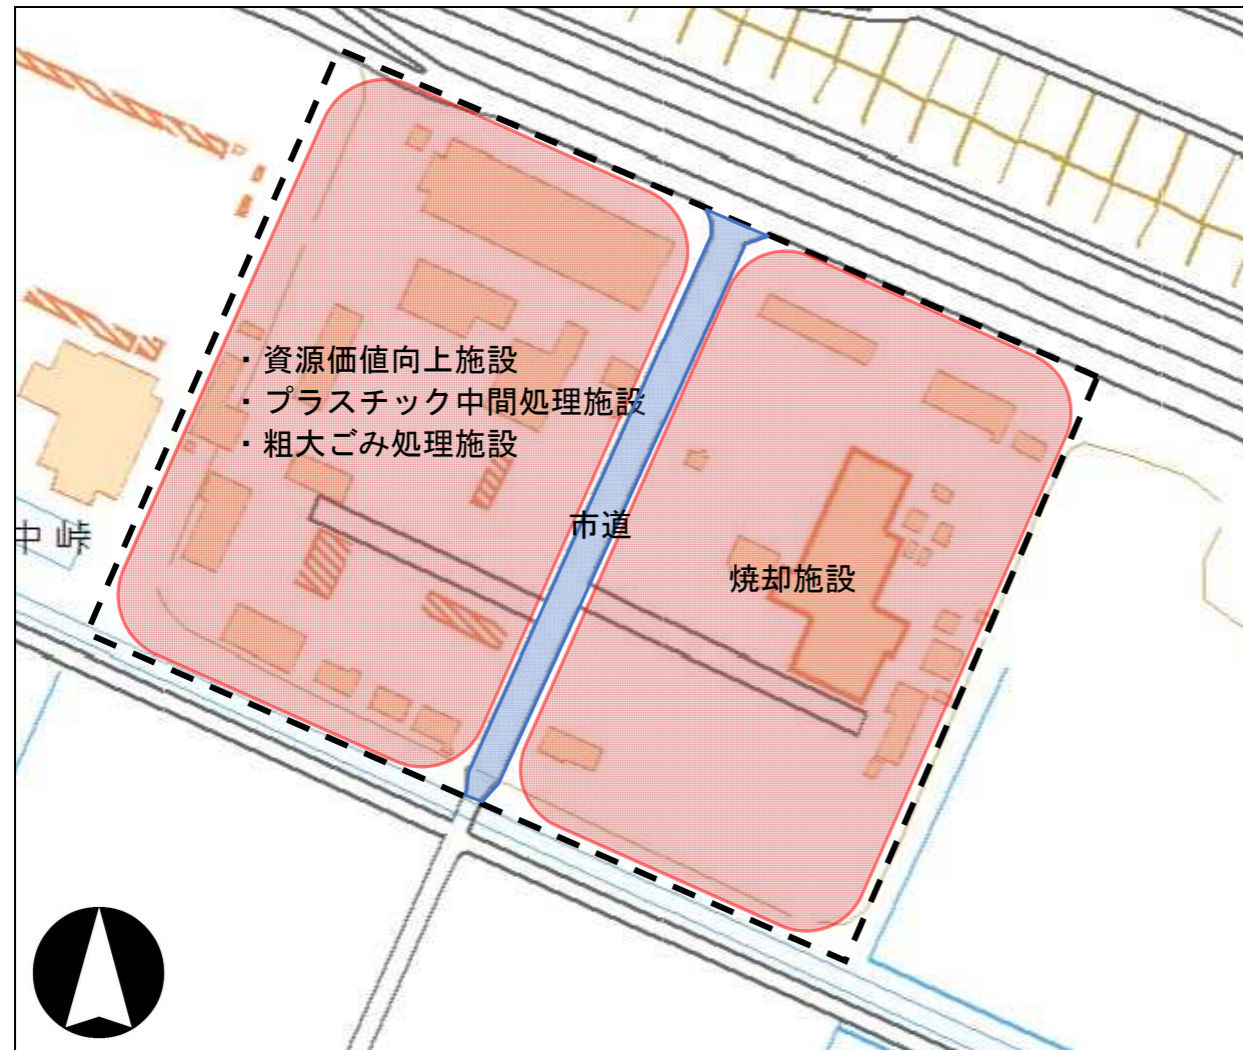 ・資源価値向上施設
・プラスチック中間処理施設
・粗大ごみ処理施設
市道
中峠
焼却施設